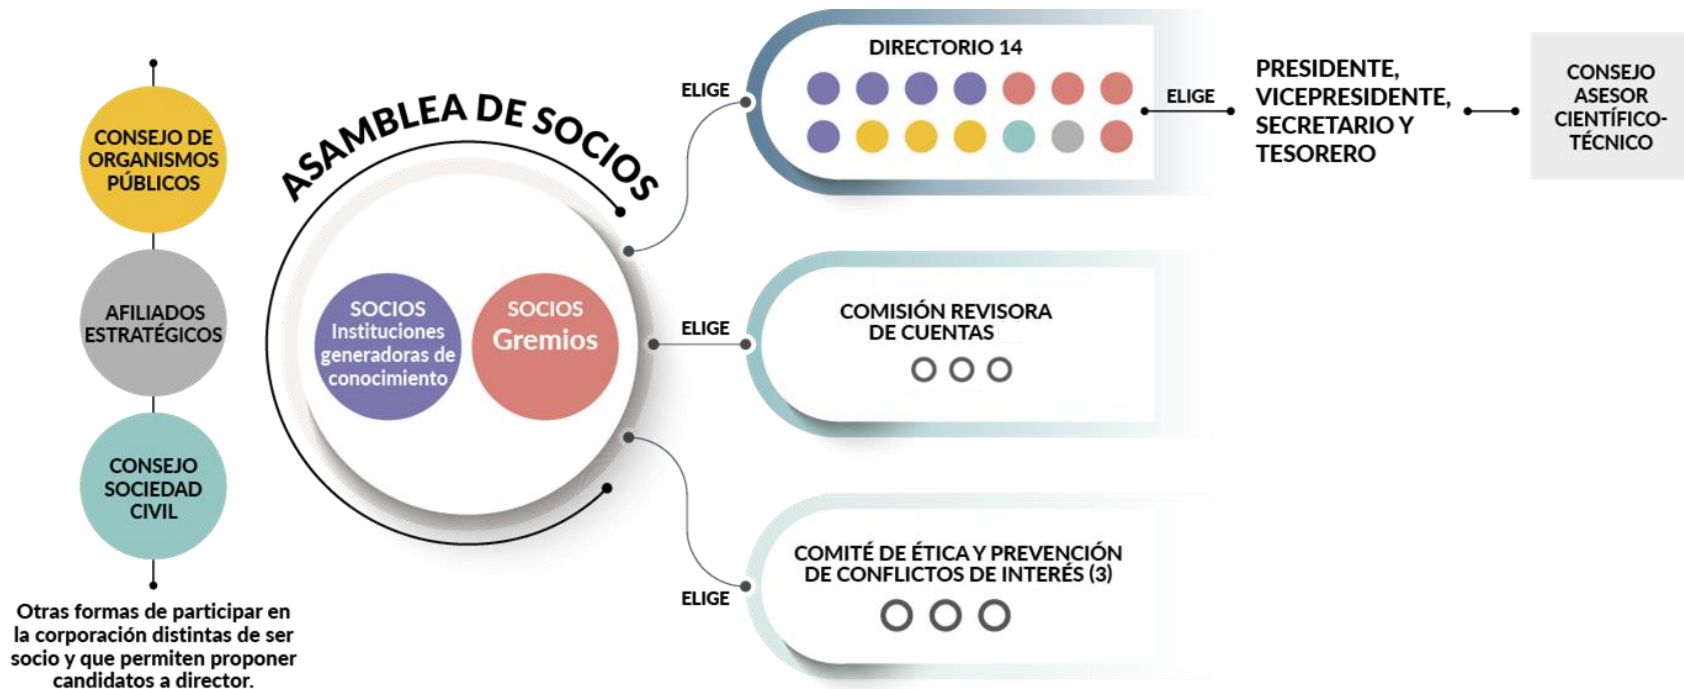 CONSEJO DE
ORGANISMOS
PÚBLICOS
AFILIADOS
ESTRATÉGICOS
CONSEJO
SOCIEDAD
CIVIL
Otras formas de participar en
la corporación distintas de ser
socio y que permiten proponer
candidatos a director.
ASAMBLEA DE SOCIOS
SOCIOS
Instituciones
generadoras de
conocimiento
SOCIOS
Gremios
ELIGE
DIRECTORIO 14
ELIGE
PRESIDENTE,
VICEPRESIDENTE,
SECRETARIO Y
TESORERO
CONSEJO
ASESOR
CIENTÍFICO-
TÉCNICO
ELIGE
COMISIÓN REVISORA
DE CUENTAS
ELIGE
COMITÉ DE ÉTICA Y PREVENCIÓN
DE CONFLICTOS DE INTERÉS (3)